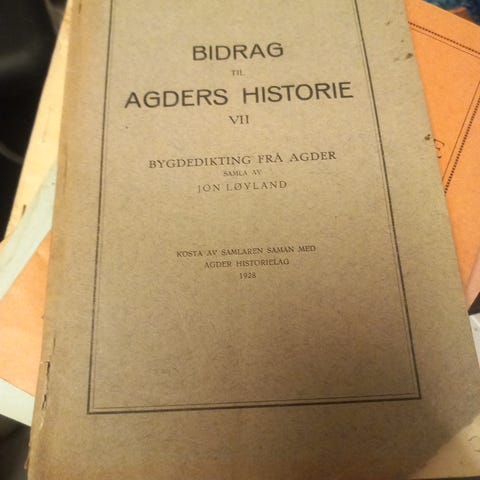 BIDRAG
TIL
AGDERS HISTORIE
VII
BYGDEDIKTING FRÅ AGDER
SAMLA AV
JON LØYLAND
KOSTA AV SAMLAREN SAMAN MED
AGDER HISTORIELAG
1928